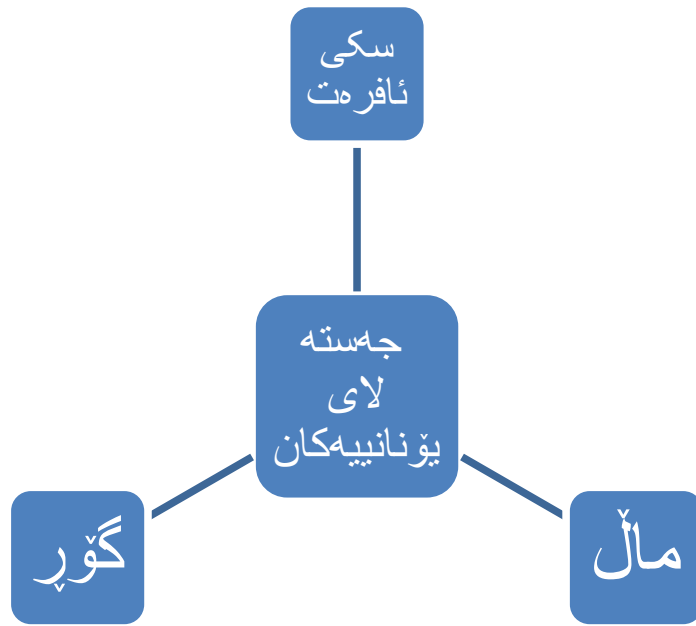 سکی
ئافرەت
جەستە
لای
یۆنانییەکان
ماڵ
گۆڕ